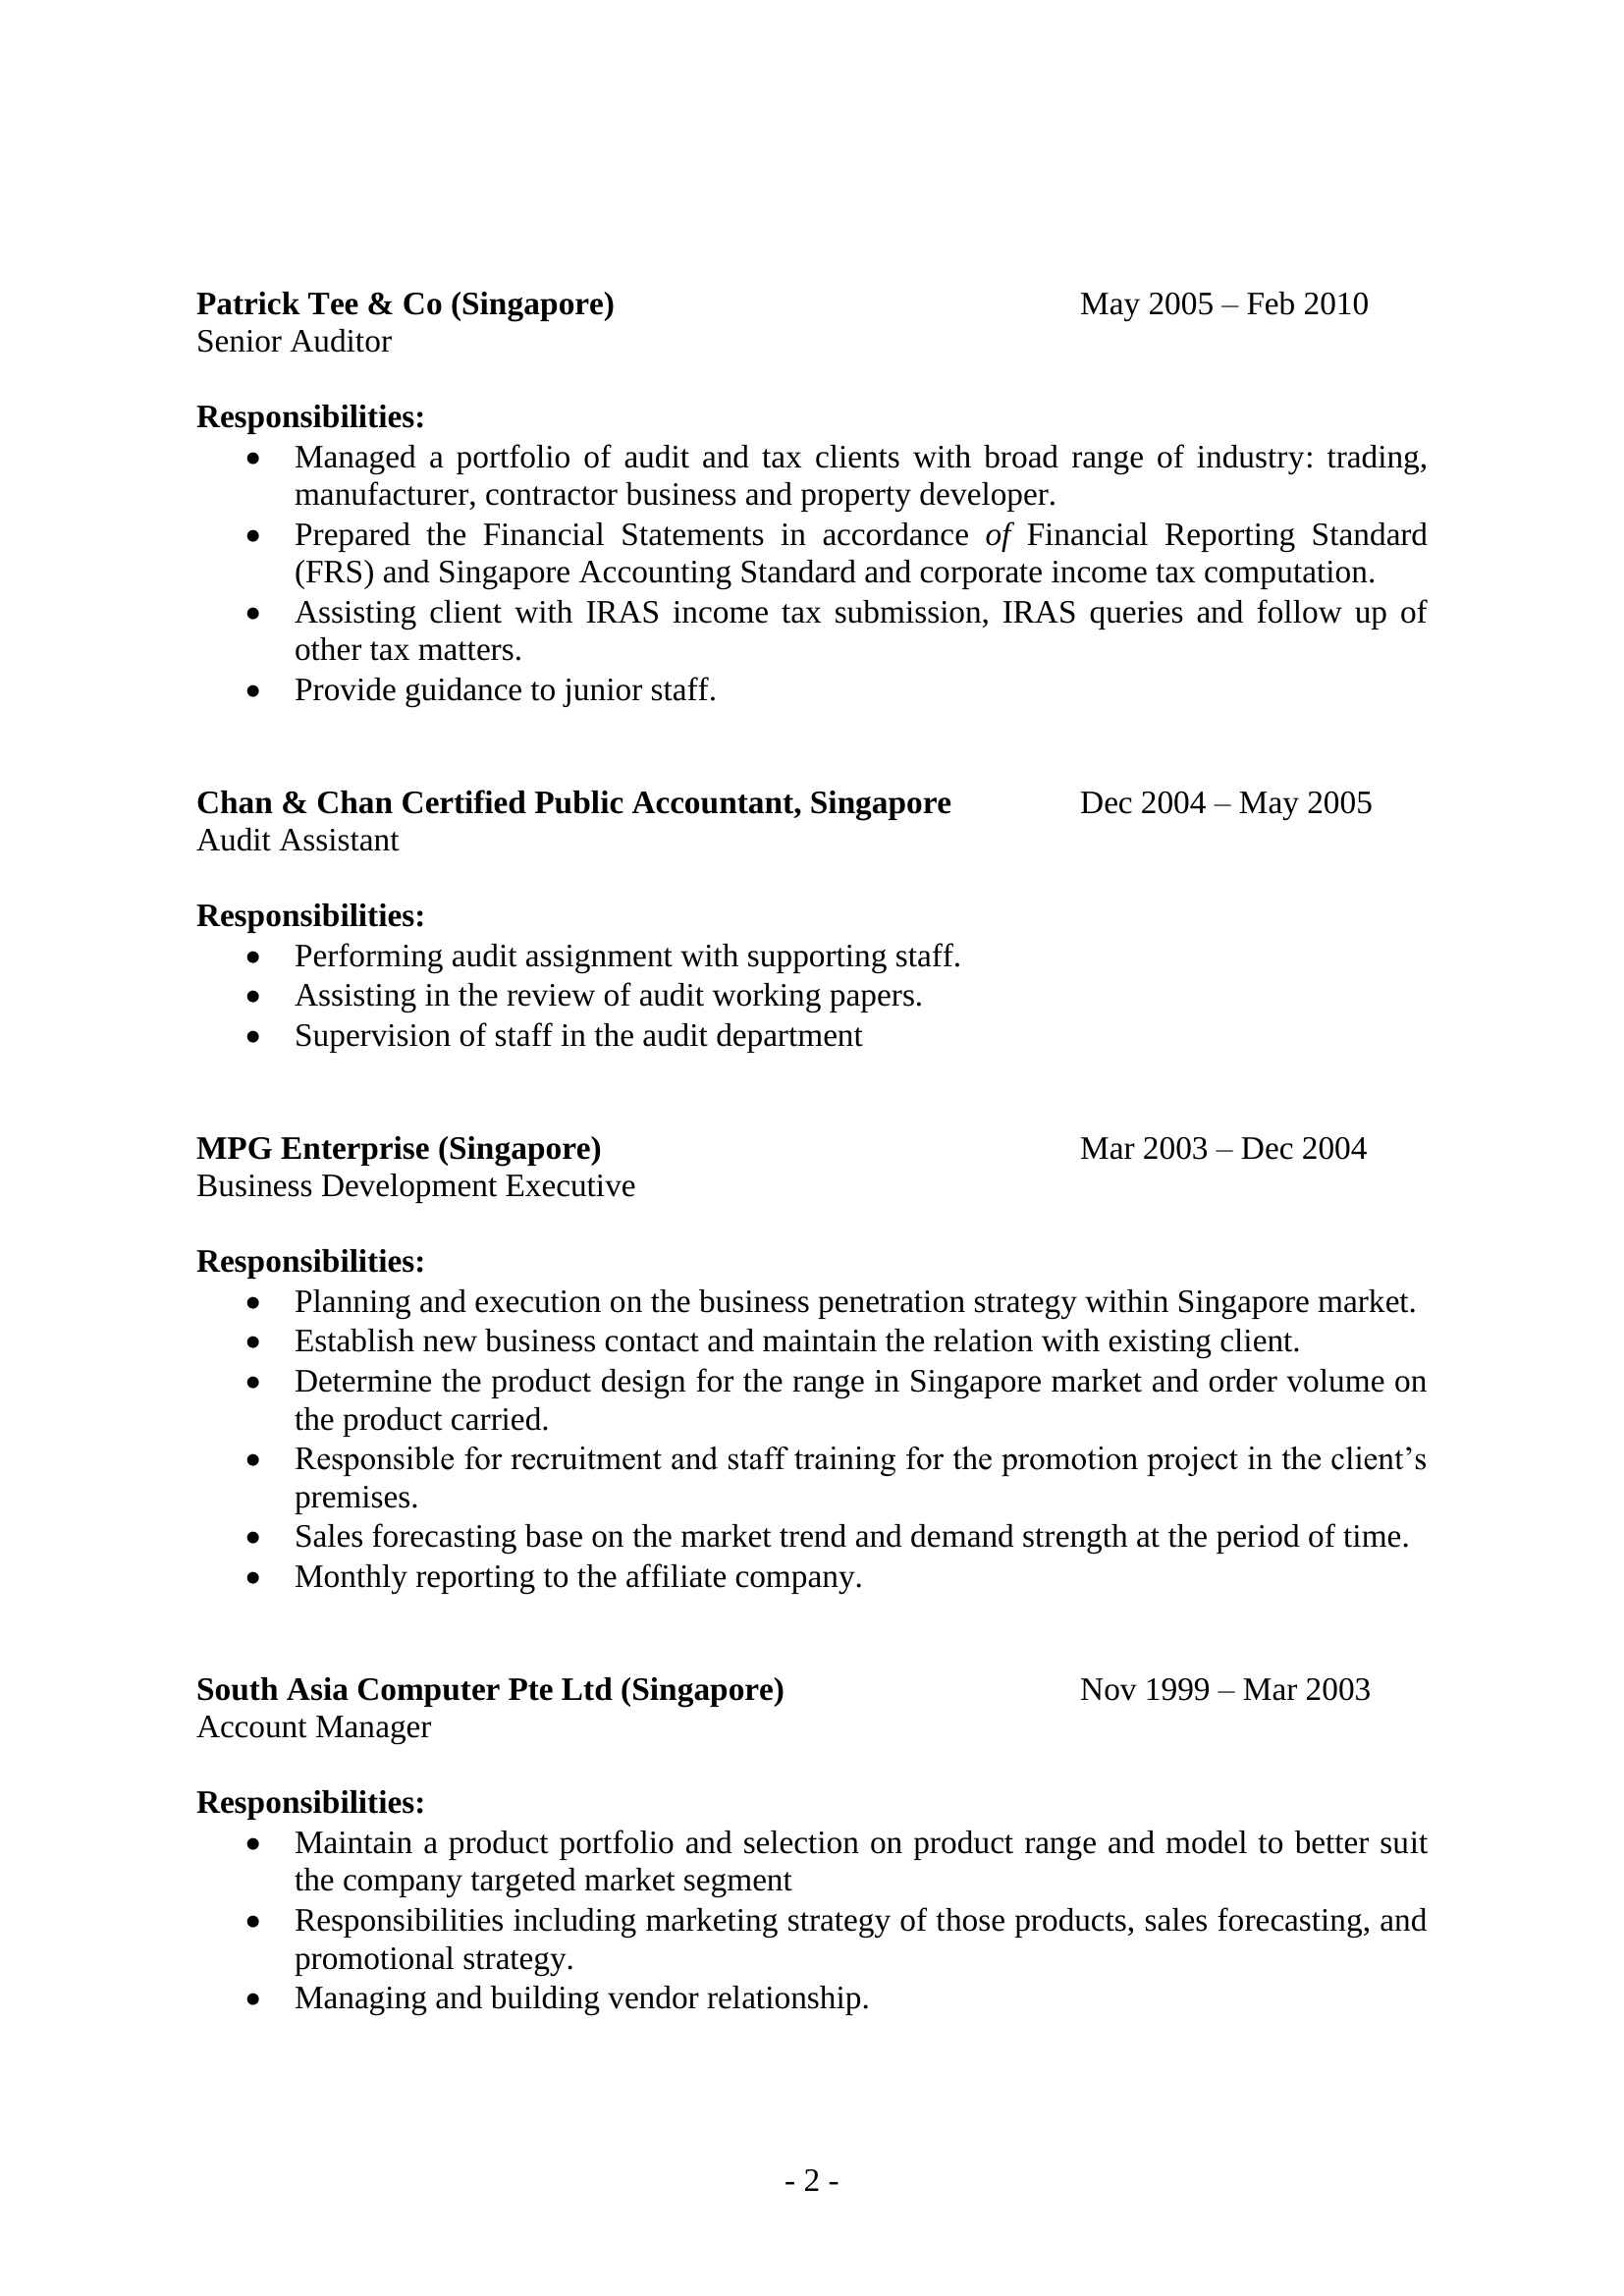 Patrick Tee & Co (Singapore) May 2005 – Feb 2010
Senior Auditor
Responsibilities:
• Managed a portfolio of audit and tax clients with broad range of industry: trading,
manufacturer, contractor business and property developer.
• Prepared the Financial Statements in accordance of Financial Reporting Standard
(FRS) and Singapore Accounting Standard and corporate income tax computation.
• Assisting client with IRAS income tax submission, IRAS queries and follow up of
other tax matters.
• Provide guidance to junior staff.
Chan & Chan Certified Public Accountant, Singapore Dec 2004 – May 2005
Audit Assistant
Responsibilities:
• Performing audit assignment with supporting staff.
• Assisting in the review of audit working papers.
• Supervision of staff in the audit department
MPG Enterprise (Singapore) Mar 2003 – Dec 2004
Business Development Executive
Responsibilities:
• Planning and execution on the business penetration strategy within Singapore market.
• Establish new business contact and maintain the relation with existing client.
• Determine the product design for the range in Singapore market and order volume on
the product carried.
• Responsible for recruitment and staff training for the promotion project in the client’s
premises.
• Sales forecasting base on the market trend and demand strength at the period of time.
• Monthly reporting to the affiliate company.
South Asia Computer Pte Ltd (Singapore) Nov 1999 – Mar 2003
Account Manager
Responsibilities:
• Maintain a product portfolio and selection on product range and model to better suit
the company targeted market segment
• Responsibilities including marketing strategy of those products, sales forecasting, and
promotional strategy.
• Managing and building vendor relationship.
- 2 -